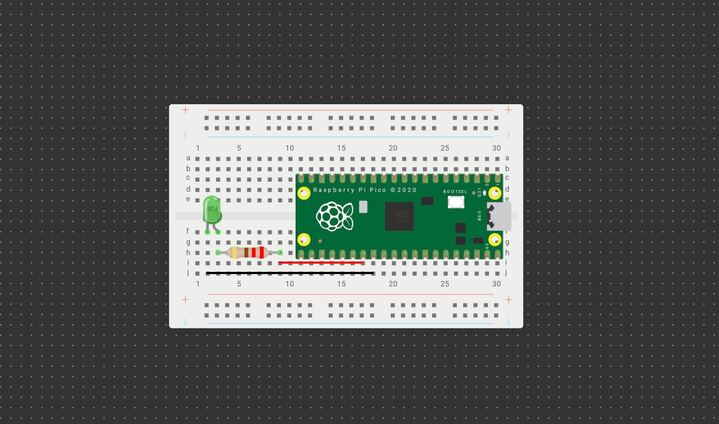 + +
1 5 10 15 20 25 30
a a
b b
c c
d Raspberry Pi Pico ©2020 BOOTSEL LED d
e USB e
f f
g g
h h
i i
j j
1 5 10 15 20 25 30
+ +